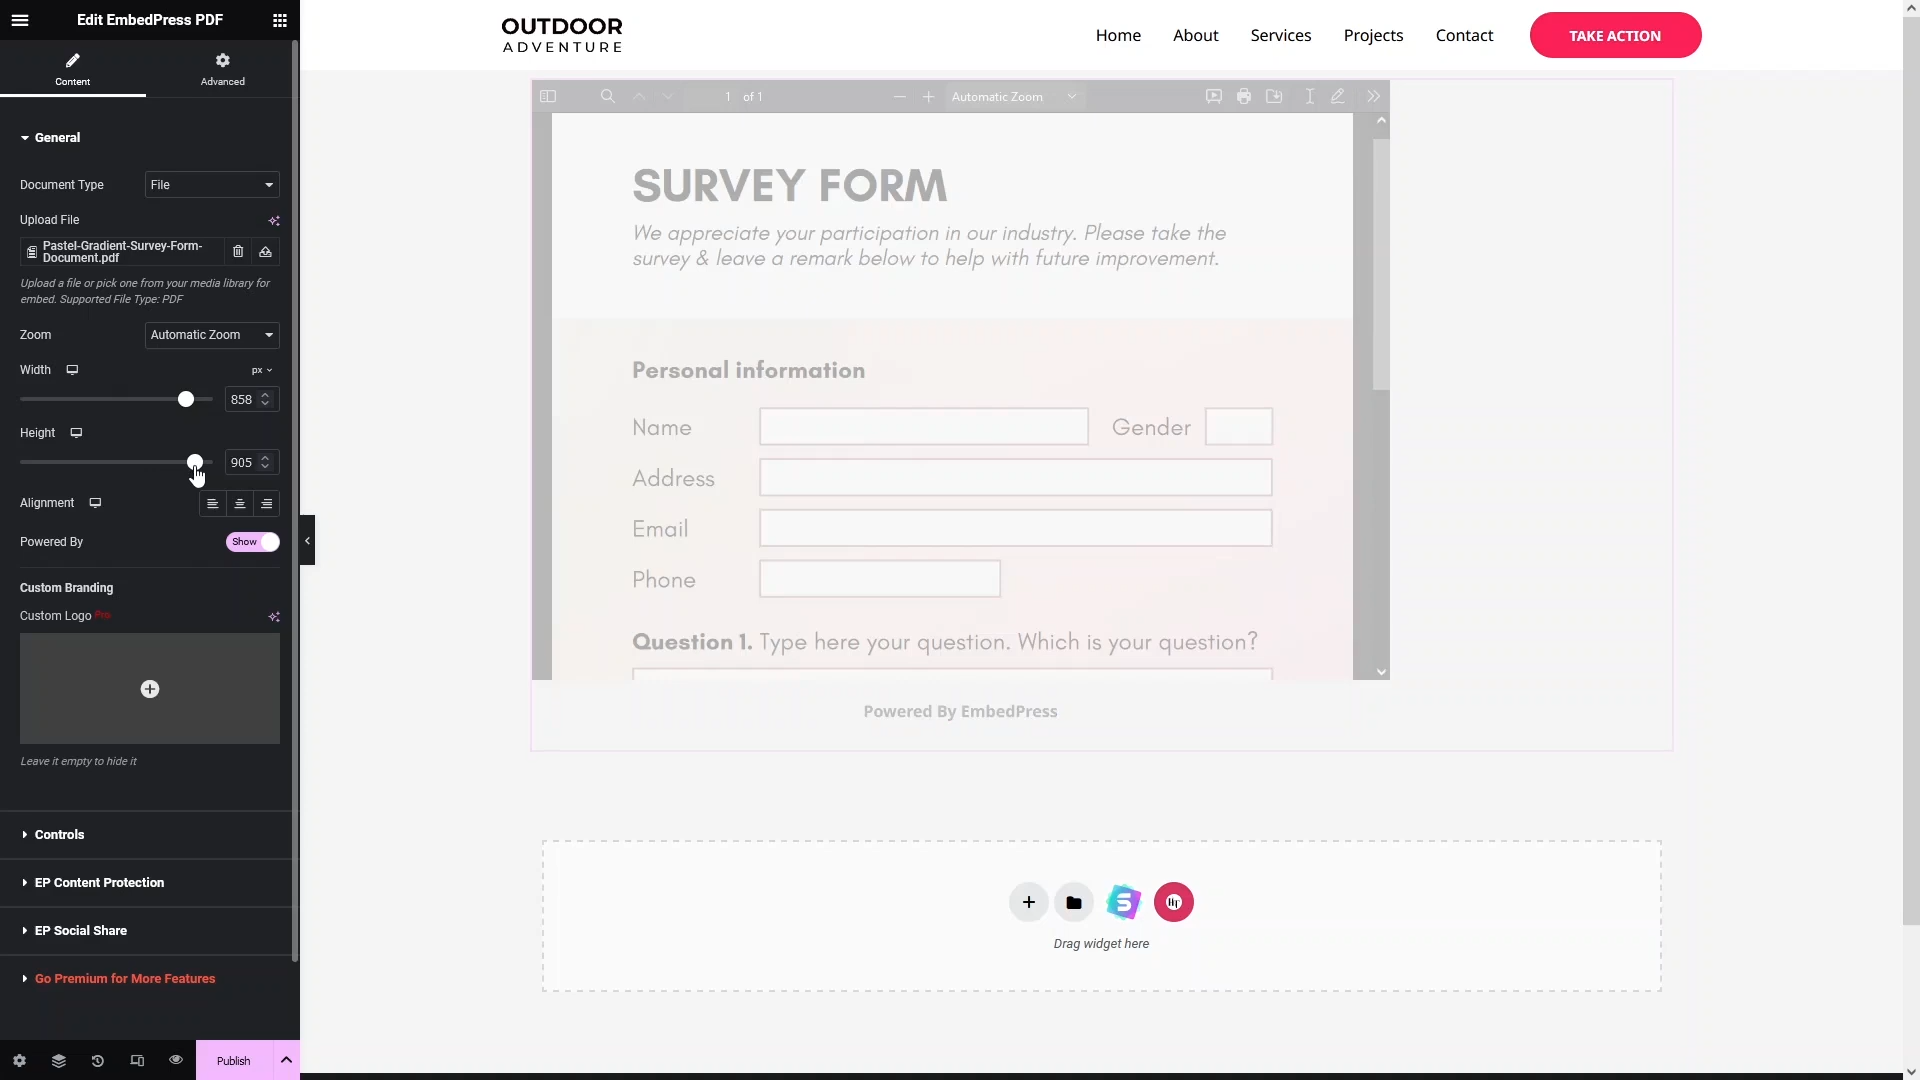 Edit EmbedPress PDF
Content
Advanced
General
Document Type
File
Upload File
Pastel-Gradient-Survey-Form-
Document.pdf
Upload a file or pick one from your media library for
embed. Supported File Type: PDF
Zoom
Automatic Zoom
Width
px
858
Height
905
Alignment
Powered By
Show
Custom Branding
Custom Logo Pro
Leave it empty to hide it
Controls
EP Content Protection
EP Social Share
Go Premium for More Features
Publish
OUTDOOR
ADVENTURE
Home
About
Services
Projects
Contact
TAKE ACTION
1 of 1
Automatic Zoom
SURVEY FORM
We appreciate your participation in our industry. Please take the
survey & leave a remark below to help with future improvement.
Personal information
Name
Gender
Address
Email
Phone
Question 1. Type here your question. Which is your question?
Powered By EmbedPress
Drag widget here